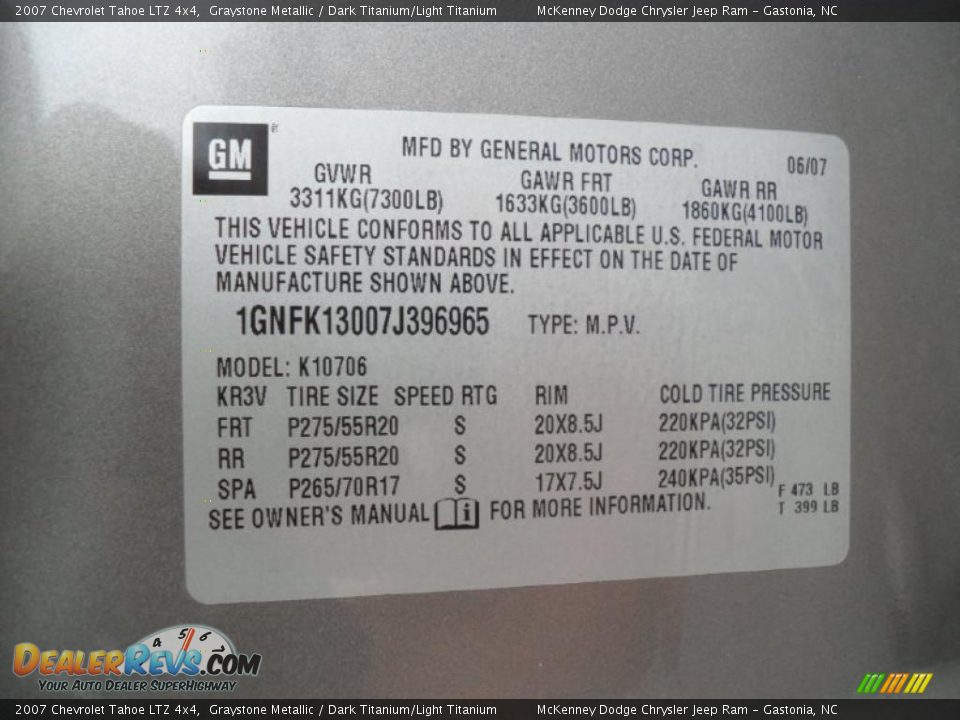 2007 Chevrolet Tahoe LTZ 4x4,  Graystone Metallic / Dark Titanium/Light Titanium  McKenney Dodge Chrysler Jeep Ram - Gastonia, NC
GM
MFD BY GENERAL MOTORS CORP. 06/07
GVWR GAWR FRT GAWR RR
3311KG(7300LB) 1633KG(3600LB) 1860KG(4100LB)
THIS VEHICLE CONFORMS TO ALL APPLICABLE U.S. FEDERAL MOTOR
VEHICLE SAFETY STANDARDS IN EFFECT ON THE DATE OF
MANUFACTURE SHOWN ABOVE.
1GNFK13007J396965 TYPE: M.P.V.
MODEL: K10706
KR3V TIRE SIZE SPEED RTG RIM COLD TIRE PRESSURE
FRT P275/55R20 S 20X8.5J 220KPA(32PSI)
RR P275/55R20 S 20X8.5J 220KPA(32PSI)
SPA P265/70R17 S 17X7.5J 240KPA(35PSI)
F 473 LB
T 399 LB
SEE OWNER'S MANUAL i FOR MORE INFORMATION.
4 5 6
DEALERREVS.COM
YOUR AUTO DEALER SUPERHIGHWAY
2007 Chevrolet Tahoe LTZ 4x4,  Graystone Metallic / Dark Titanium/Light Titanium  McKenney Dodge Chrysler Jeep Ram - Gastonia, NC